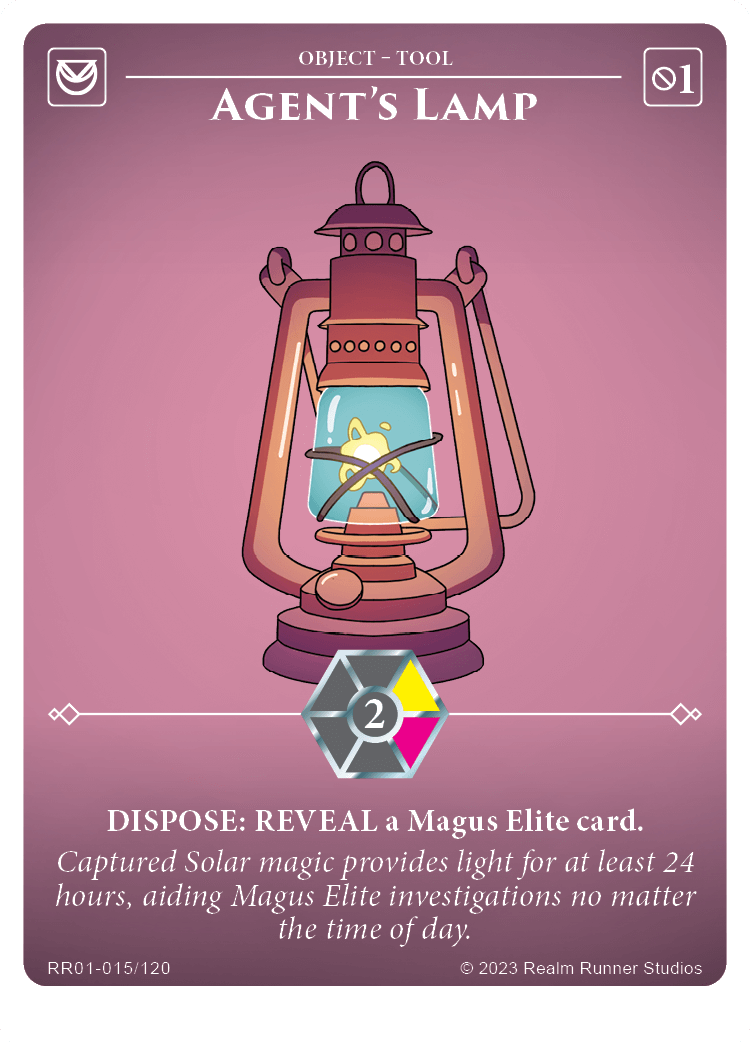 OBJECT – TOOL
1
AGENT'S LAMP
2
DISPOSE: REVEAL a Magus Elite card.
Captured Solar magic provides light for at least 24
hours, aiding Magus Elite investigations no matter
the time of day.
RR01-015/120
© 2023 Realm Runner Studios